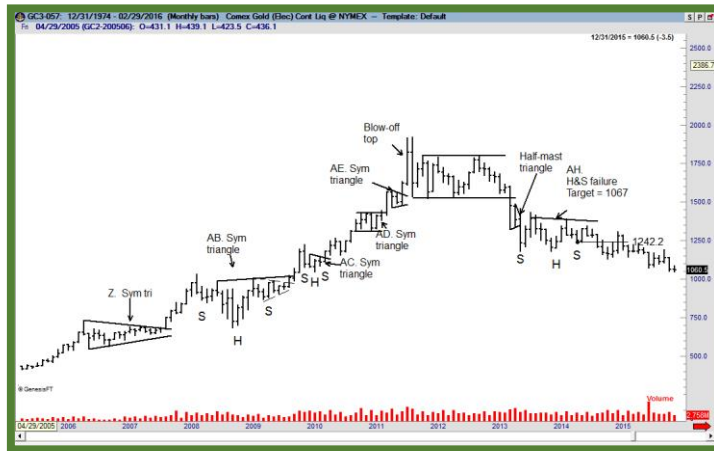 GC3-057: 12/31/1974 - 02/29/2016 (Monthly bars) Comex Gold (Elec) Cont Liq @ NYMEX -- Template: Default
S P
Fn 04/29/2005 (GC2-200506) O=431.1 H=439.1 L=423.5 C=436.1
12/31/2015 = 1060.5 (-3.5)
2500.0
2386.7
2250.0
Blow-off
top
2000.0
AE. Sym
triangle
Half-mast
triangle
1750.0
AH.
H&S failure
Target = 1067
1500.0
AB. Sym
triangle
AD. Sym
triangle
1250.0
1242.2
AC. Sym
triangle
S H S
S H S
1060.5
Z. Sym tri
S H S
750.0
500.0
© GenesisFT
Volume
2.758M
04/29/2005 2006 2007 2008 2009 2010 2011 2012 2013 2014 2015